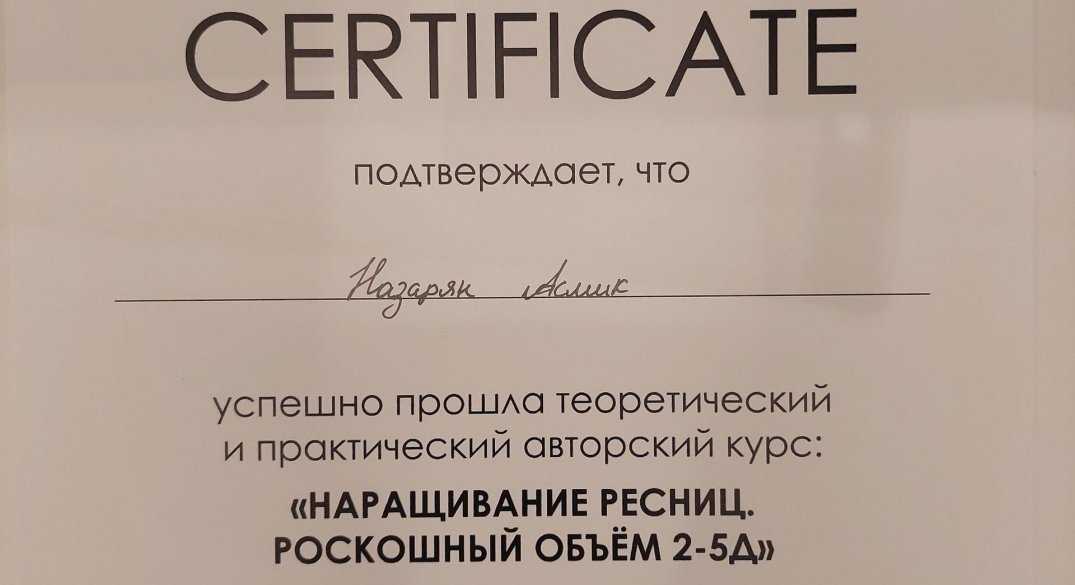 CERTIFICATE
подтверждает, что
Назарян Асмик
успешно прошла теоретический
и практический авторский курс:
«НАРАЩИВАНИЕ РЕСНИЦ.
РОСКОШНЫЙ ОБЪЁМ 2-5Д»